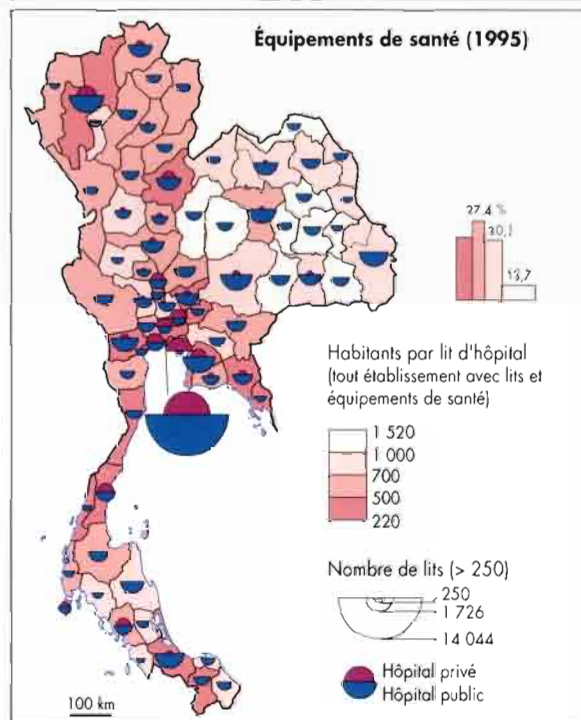 Équipements de santé (1995)
27,4 %
13,7
Habitants par lit d'hôpital
(tout établissement avec lits et
équipements de santé)
1 520
1 000
700
500
220
Nombre de lits (> 250)
250
1 726
14 044
Hôpital privé
Hôpital public
100 km